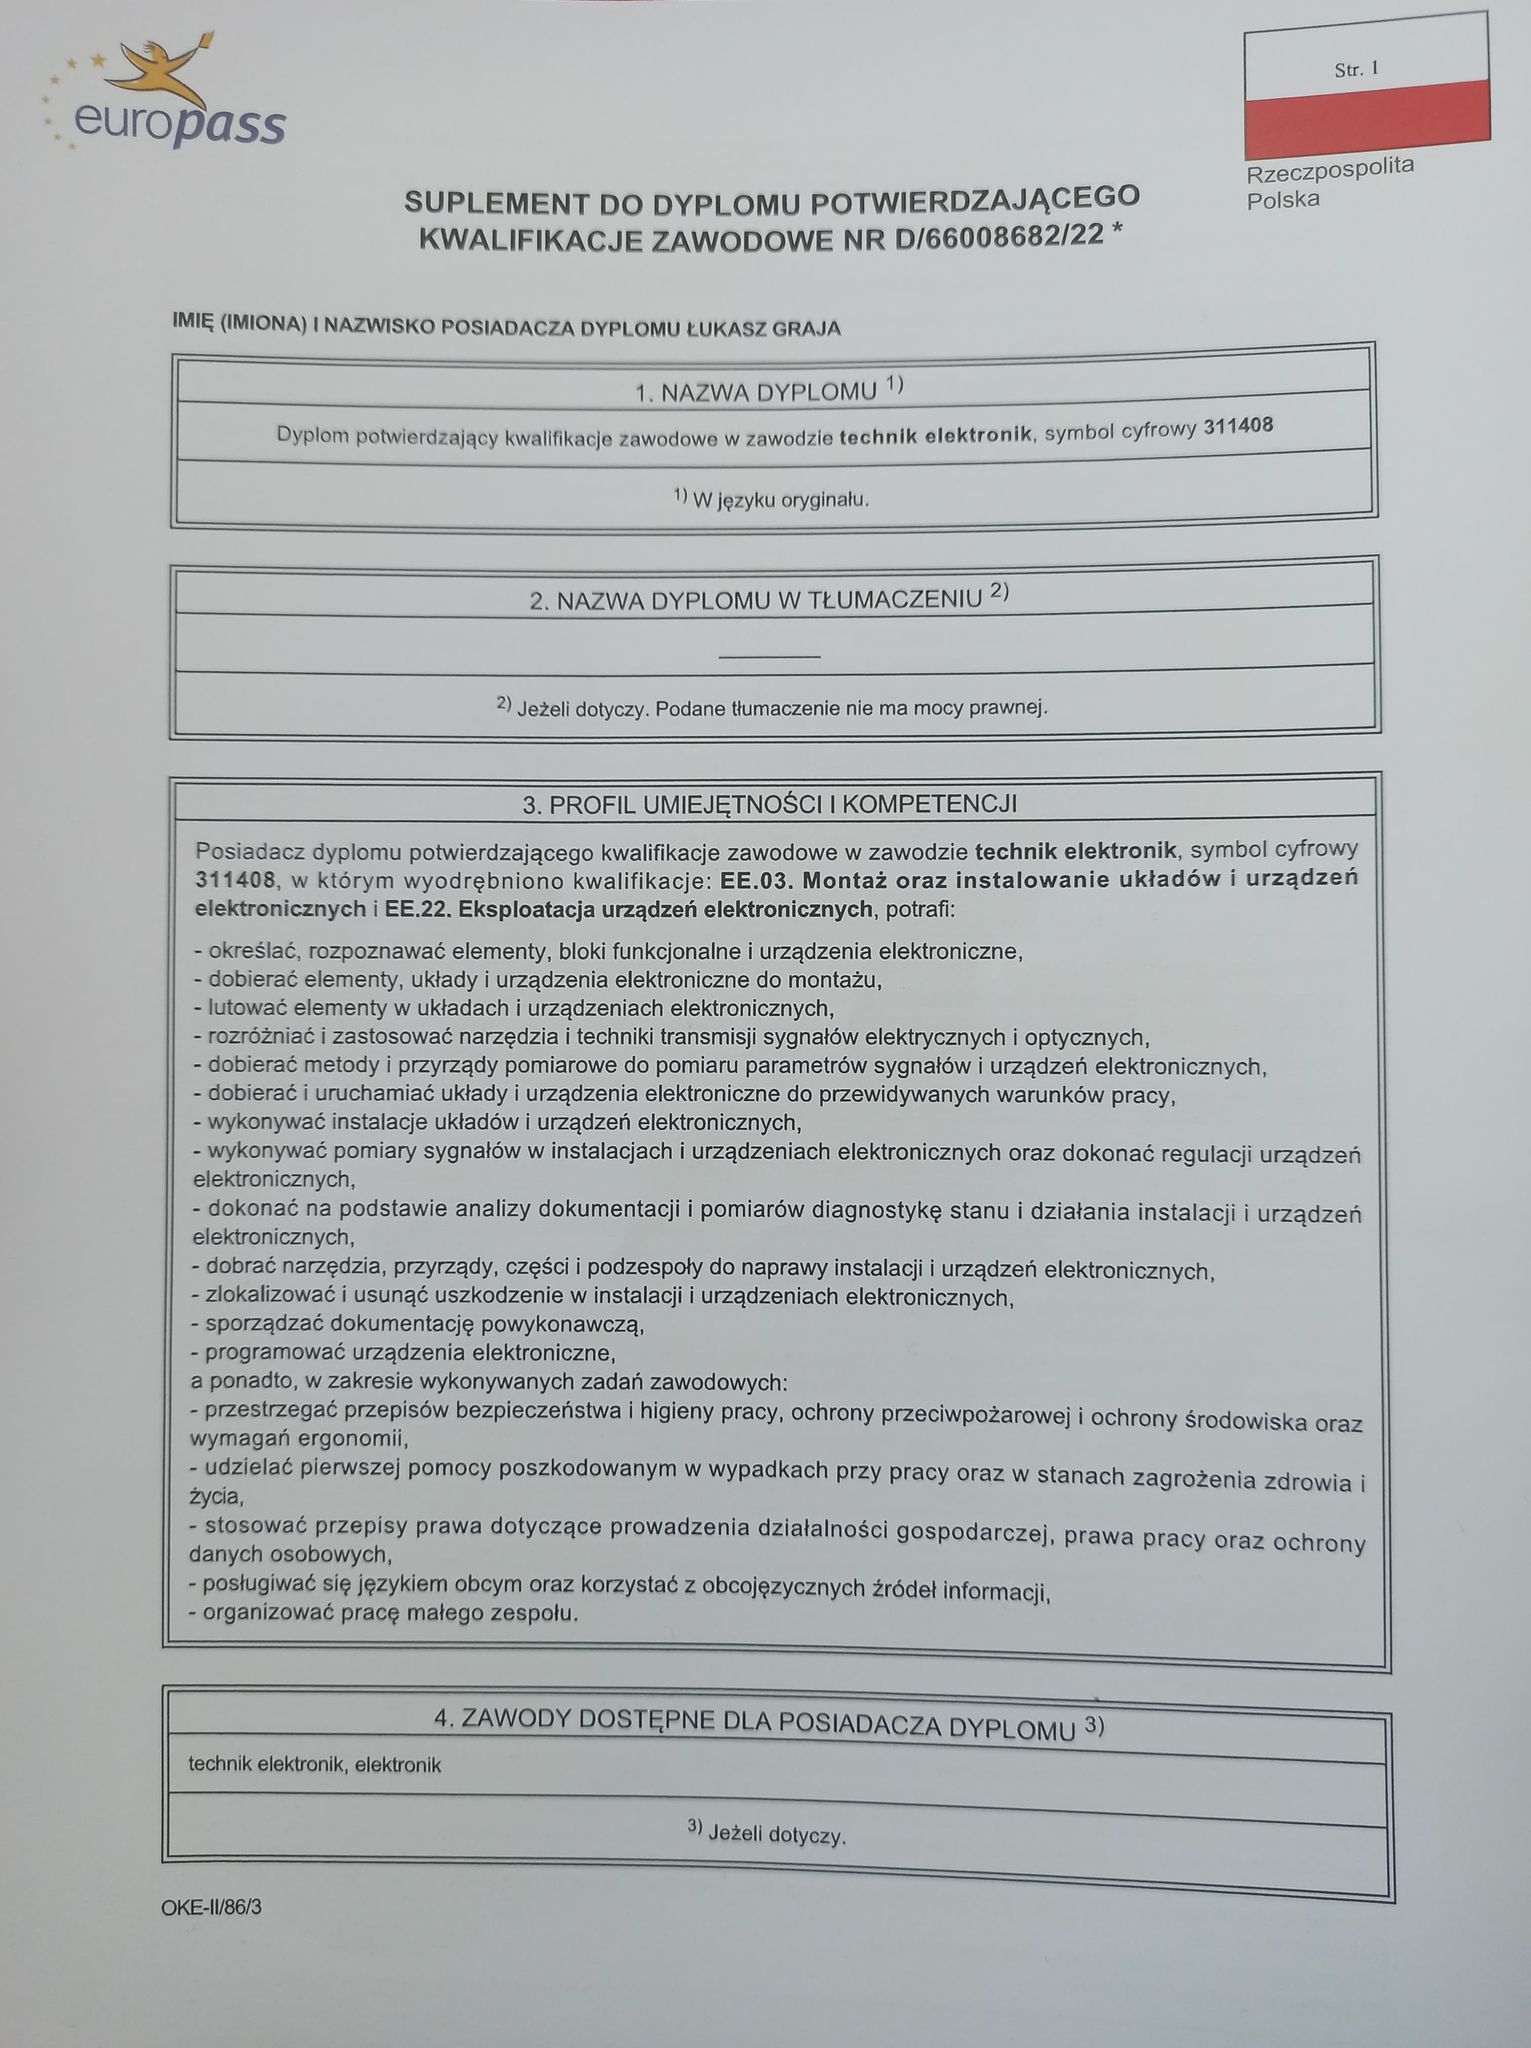 europass
Str. 1
Rzeczpospolita
Polska
SUPLEMENT DO DYPLOMU POTWIERDZAJĄCEGO
KWALIFIKACJE ZAWODOWE NR D/66008682/22 *
IMIĘ (IMIONA) I NAZWISKO POSIADACZA DYPLOMU ŁUKASZ GRAJA
1. NAZWA DYPLOMU 1)
Dyplom potwierdzający kwalifikacje zawodowe w zawodzie technik elektronik, symbol cyfrowy 311408
1) W języku oryginału.
2. NAZWA DYPLOMU W TŁUMACZENIU 2)
2) Jeżeli dotyczy. Podane tłumaczenie nie ma mocy prawnej.
3. PROFIL UMIEJĘTNOŚCI I KOMPETENCJI
Posiadacz dyplomu potwierdzającego kwalifikacje zawodowe w zawodzie technik elektronik, symbol cyfrowy
311408, w którym wyodrębniono kwalifikacje: EE.03. Montaż oraz instalowanie układów i urządzeń
elektronicznych i EE.22. Eksploatacja urządzeń elektronicznych, potrafi:
- określać, rozpoznawać elementy, bloki funkcjonalne i urządzenia elektroniczne,
- dobierać elementy, układy i urządzenia elektroniczne do montażu,
- lutować elementy w układach i urządzeniach elektronicznych,
- rozróżniać i zastosować narzędzia i techniki transmisji sygnałów elektrycznych i optycznych,
- dobierać metody i przyrządy pomiarowe do pomiaru parametrów sygnałów i urządzeń elektronicznych,
- dobierać i uruchamiać układy i urządzenia elektroniczne do przewidywanych warunków pracy,
- wykonywać instalacje układów i urządzeń elektronicznych,
- wykonywać pomiary sygnałów w instalacjach i urządzeniach elektronicznych oraz dokonać regulacji urządzeń
elektronicznych,
- dokonać na podstawie analizy dokumentacji i pomiarów diagnostykę stanu i działania instalacji i urządzeń
elektronicznych,
- dobrać narzędzia, przyrządy, części i podzespoły do naprawy instalacji i urządzeń elektronicznych,
- zlokalizować i usunąć uszkodzenie w instalacji i urządzeniach elektronicznych,
- sporządzać dokumentację powykonawczą,
- programować urządzenia elektroniczne,
a ponadto, w zakresie wykonywanych zadań zawodowych:
- przestrzegać przepisów bezpieczeństwa i higieny pracy, ochrony przeciwpożarowej i ochrony środowiska oraz
wymagań ergonomii,
- udzielać pierwszej pomocy poszkodowanym w wypadkach przy pracy oraz w stanach zagrożenia zdrowia i
życia,
- stosować przepisy prawa dotyczące prowadzenia działalności gospodarczej, prawa pracy oraz ochrony
danych osobowych,
- posługiwać się językiem obcym oraz korzystać z obcojęzycznych źródeł informacji,
- organizować pracę małego zespołu.
4. ZAWODY DOSTĘPNE DLA POSIADACZA DYPLOMU 3)
technik elektronik, elektronik
3) Jeżeli dotyczy.
OKE-II/86/3